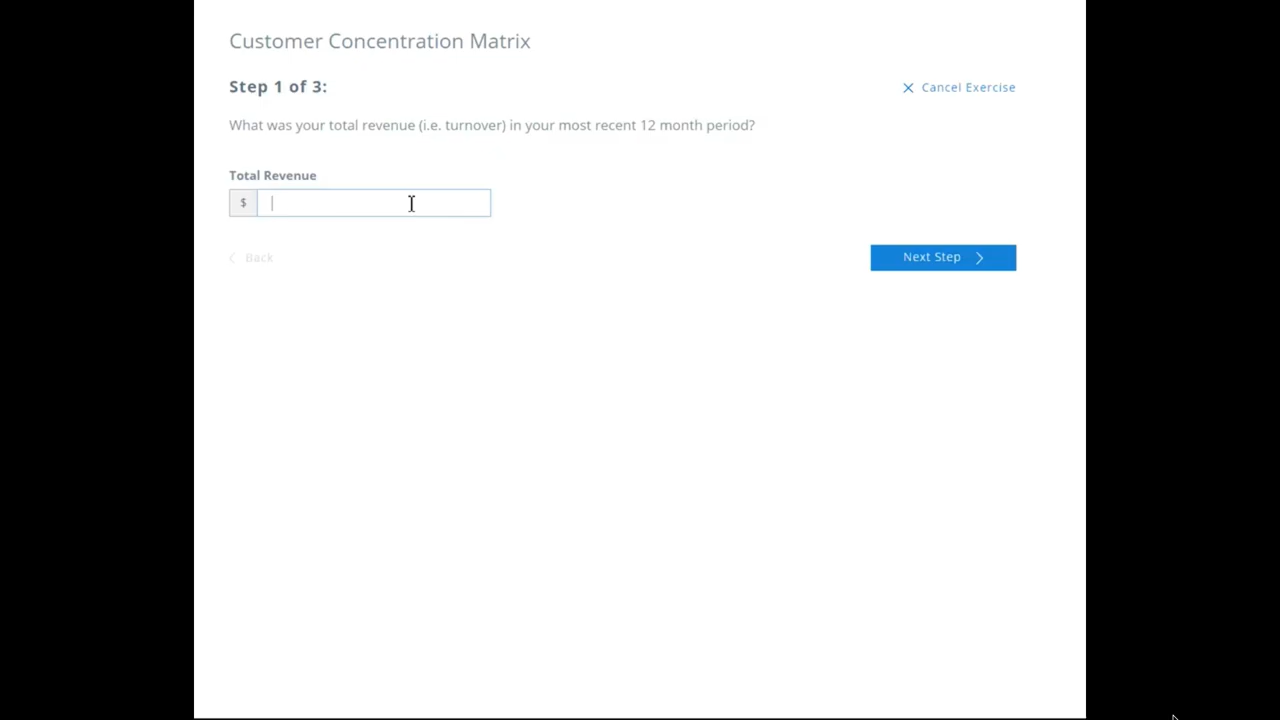 Customer Concentration Matrix
Step 1 of 3:
Cancel Exercise
What was your total revenue (i.e. turnover) in your most recent 12 month period?
Total Revenue
$
Back
Next Step